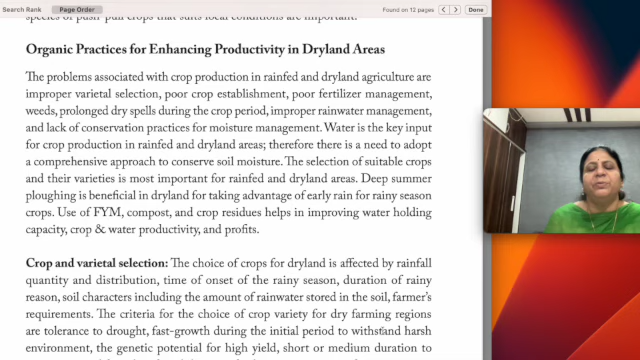 Search Rank Page Order Found on 12 pages Done
species of push-pull crops that suits local conditions are important.
Organic Practices for Enhancing Productivity in Dryland Areas
The problems associated with crop production in rainfed and dryland agriculture are
improper varietal selection, poor crop establishment, poor fertilizer management,
weeds, prolonged dry spells during the crop period, improper rainwater management,
and lack of conservation practices for moisture management. Water is the key input
for crop production in rainfed and dryland areas; therefore there is a need to adopt
a comprehensive approach to conserve soil moisture. The selection of suitable crops
and their varieties is most important for rainfed and dryland areas. Deep summer
ploughing is beneficial in dryland for taking advantage of early rain for rainy season
crops. Use of FYM, compost, and crop residues helps in improving water holding
capacity, crop & water productivity, and profits.
Crop and varietal selection: The choice of crops for dryland is affected by rainfall
quantity and distribution, time of onset of the rainy season, duration of rainy
reason, soil characters including the amount of rainwater stored in the soil, farmer's
requirements. The criteria for the choice of crop variety for dry farming regions
are tolerance to drought, fast-growth during the initial period to withstand harsh
environment, the genetic potential for high yield, short or medium duration to